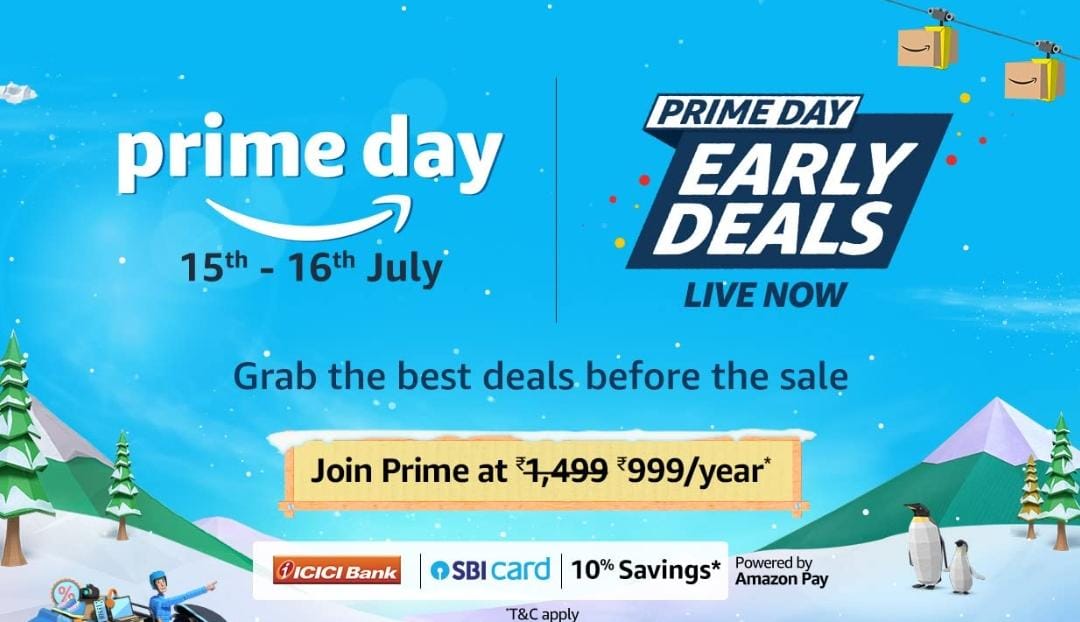 prime day
15th - 16th July
PRIME DAY
EARLY
DEALS
LIVE NOW
Grab the best deals before the sale
Join Prime at ₹1,499 ₹999/year*
ICICI Bank | SBI card | 10% Savings* Powered by
Amazon Pay
*T&C apply